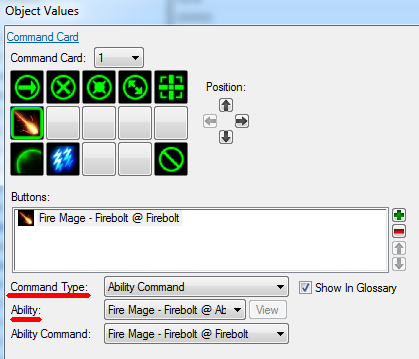 Object Values
Command Card
Command Card: 1
Position:
Buttons:
Fire Mage - Firebolt @ Firebolt
Command Type: Ability Command Show In Glossary
Ability: Fire Mage - Firebolt @ Ab View
Ability Command: Fire Mage - Firebolt @ Firebolt